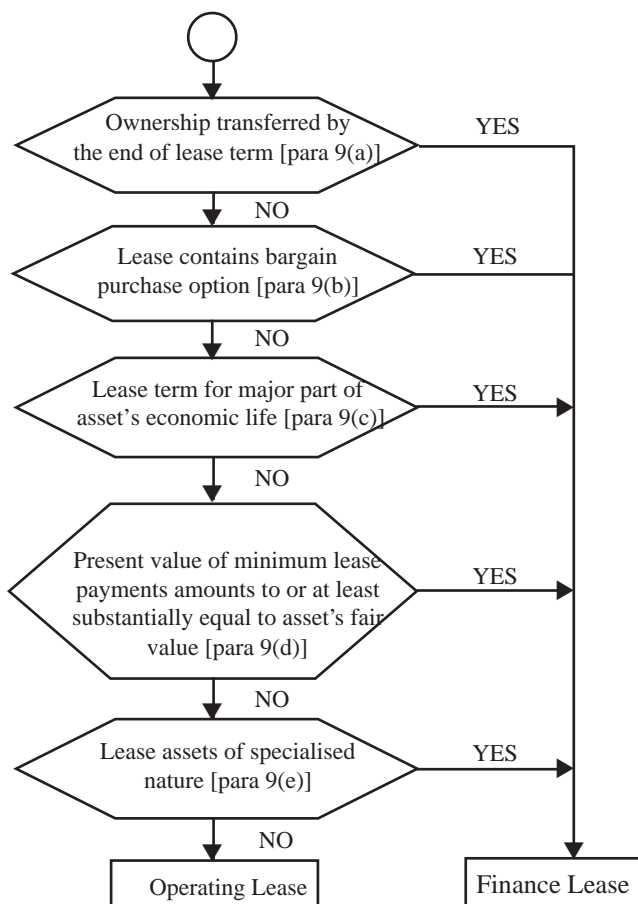 Ownership transferred by
the end of lease term [para 9(a)]
YES
NO
Lease contains bargain
purchase option [para 9(b)]
YES
NO
Lease term for major part of
asset's economic life [para 9(c)]
YES
NO
Present value of minimum lease
payments amounts to or at least
substantially equal to asset's fair
value [para 9(d)]
YES
NO
Lease assets of specialised
nature [para 9(e)]
YES
NO
Operating Lease
Finance Lease